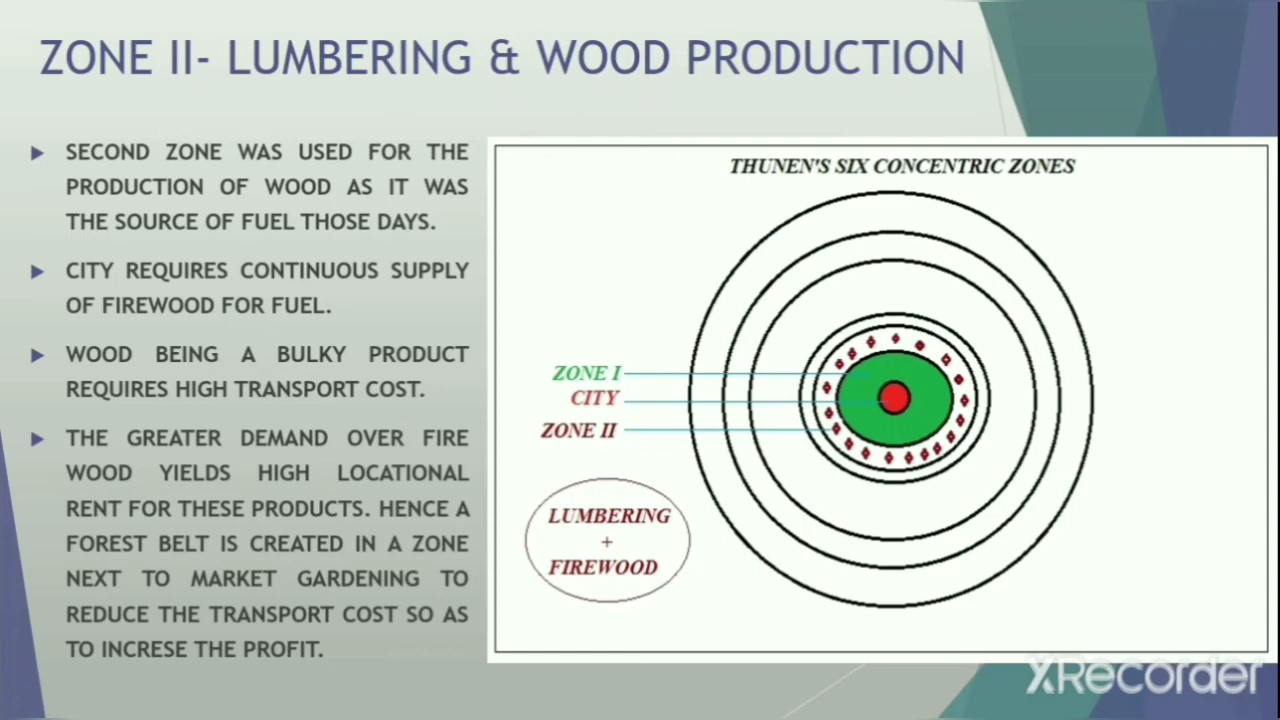 ZONE II- LUMBERING & WOOD PRODUCTION
SECOND ZONE WAS USED FOR THE
PRODUCTION OF WOOD AS IT WAS
THE SOURCE OF FUEL THOSE DAYS.
CITY REQUIRES CONTINUOUS SUPPLY
OF FIREWOOD FOR FUEL.
WOOD BEING A BULKY PRODUCT
REQUIRES HIGH TRANSPORT COST.
THE GREATER DEMAND OVER FIRE
WOOD YIELDS HIGH LOCATIONAL
RENT FOR THESE PRODUCTS. HENCE A
FOREST BELT IS CREATED IN A ZONE
NEXT TO MARKET GARDENING TO
REDUCE THE TRANSPORT COST SO AS
TO INCRESE THE PROFIT.
THUNEN'S SIX CONCENTRIC ZONES
ZONE I
CITY
ZONE II
LUMBERING
+
FIREWOOD
XRecorder